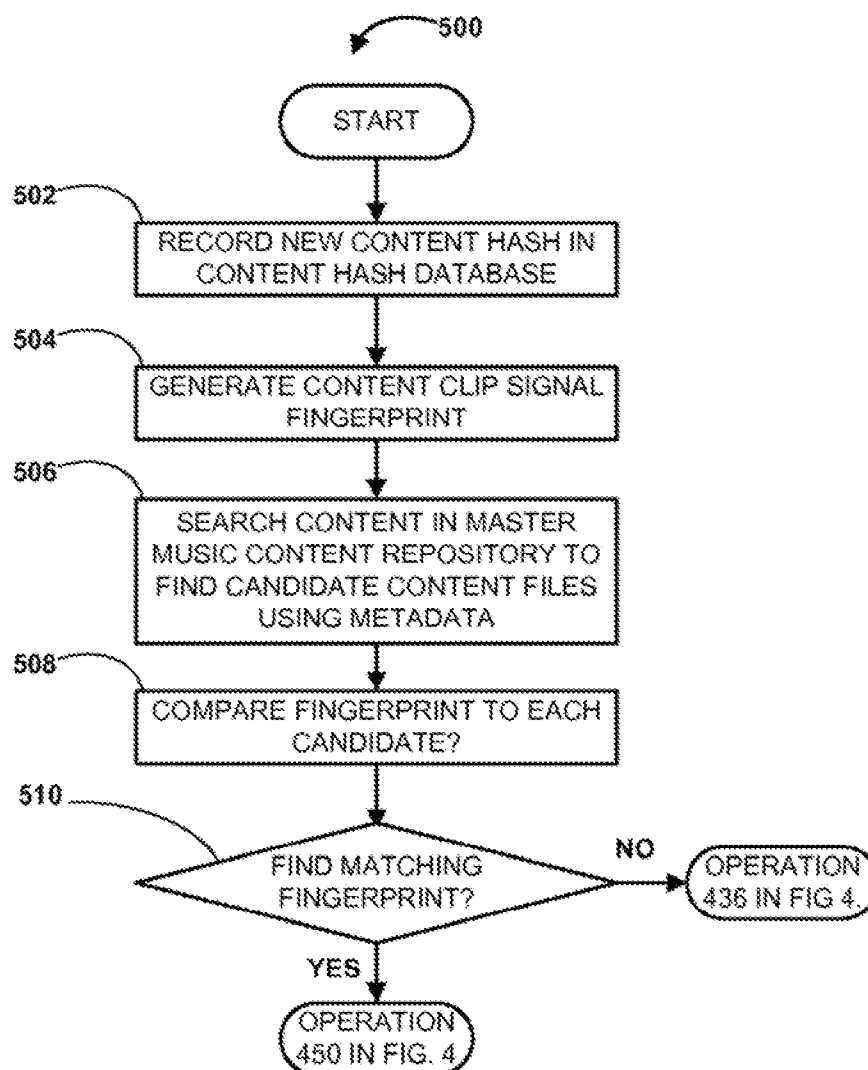 500
START
502
RECORD NEW CONTENT HASH IN
CONTENT HASH DATABASE
504
GENERATE CONTENT CLIP SIGNAL
FINGERPRINT
506
SEARCH CONTENT IN MASTER
MUSIC CONTENT REPOSITORY TO
FIND CANDIDATE CONTENT FILES
USING METADATA
508
COMPARE FINGERPRINT TO EACH
CANDIDATE?
510
FIND MATCHING
FINGERPRINT?
NO
OPERATION
436 IN FIG 4.
YES
OPERATION
450 IN FIG. 4